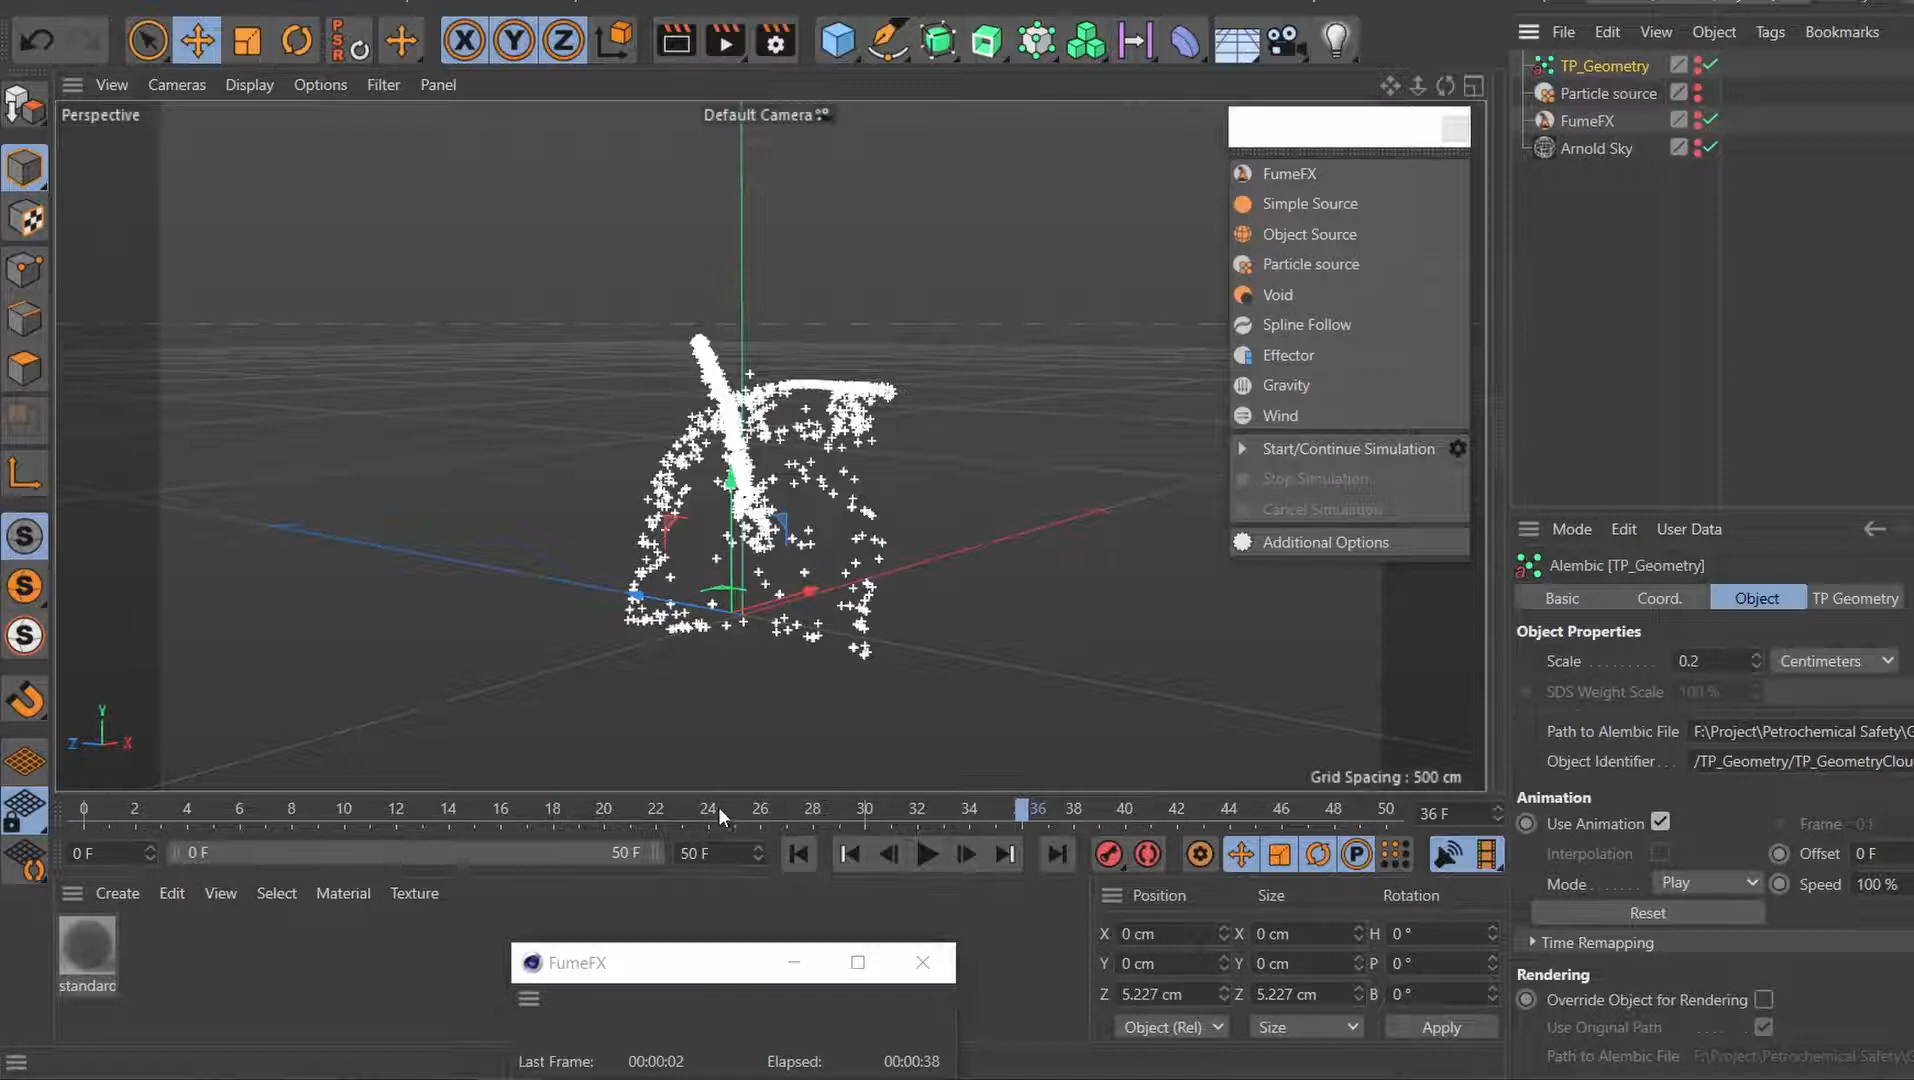 PSR
X Y Z
File Edit View Object Tags Bookmarks
TP_Geometry
Particle source
FumeFX
Arnold Sky
View Cameras Display Options Filter Panel
Perspective
Default Camera
FumeFX
Simple Source
Object Source
Particle source
Void
Spline Follow
Effector
Gravity
Wind
Start/Continue Simulation
Stop Simulation
Cancel Simulation
Additional Options
Mode Edit User Data
Alembic [TP_Geometry]
Basic Coord. Object TP Geometry
Object Properties
Scale 0.2 Centimeters
SDS Weight Scale 100 %
Path to Alembic File F:\Project\Petrochemical Safety\
Object Identifier /TP_Geometry/TP_GeometryClou
Animation
Use Animation Frame 0 F
Interpolation Offset 0 F
Mode Play Speed 100 %
Reset
Time Remapping
Rendering
Override Object for Rendering
Use Original Path
Path to Alembic File F:\Project\Petrochemical Safety\
S
S
S
Y
Z X
Grid Spacing : 500 cm
0 2 4 6 8 10 12 14 16 18 20 22 24 26 28 30 32 34 36 38 40 42 44 46 48 50 36 F
0 F 0 F 50 F 50 F
P
Create Edit View Select Material Texture
standard
Position Size Rotation
X 0 cm X 0 cm H 0 °
Y 0 cm Y 0 cm P 0 °
Z 5.227 cm Z 5.227 cm B 0 °
Object (Rel) Size Apply
FumeFX
Last Frame: 00:00:02 Elapsed: 00:00:38